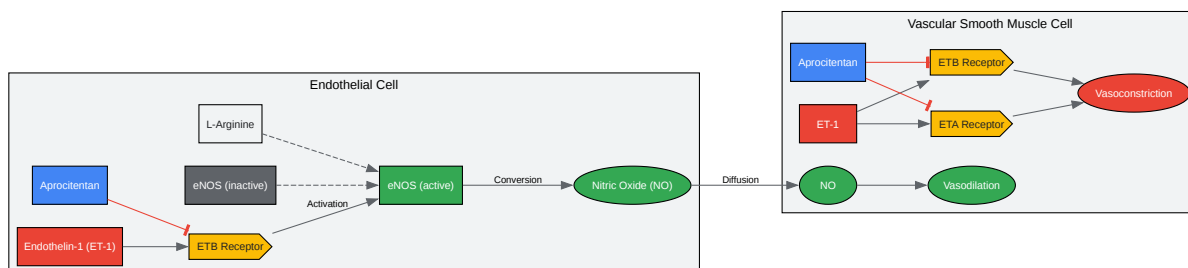 Endothelial Cell
L-Arginine
Aprocitentan
eNOS (inactive)
eNOS (active)
Conversion
Nitric Oxide (NO)
Activation
Endothelin-1 (ET-1)
ETB Receptor
Diffusion
Vascular Smooth Muscle Cell
Aprocitentan
ETB Receptor
Vasoconstriction
ET-1
ETA Receptor
NO
Vasodilation